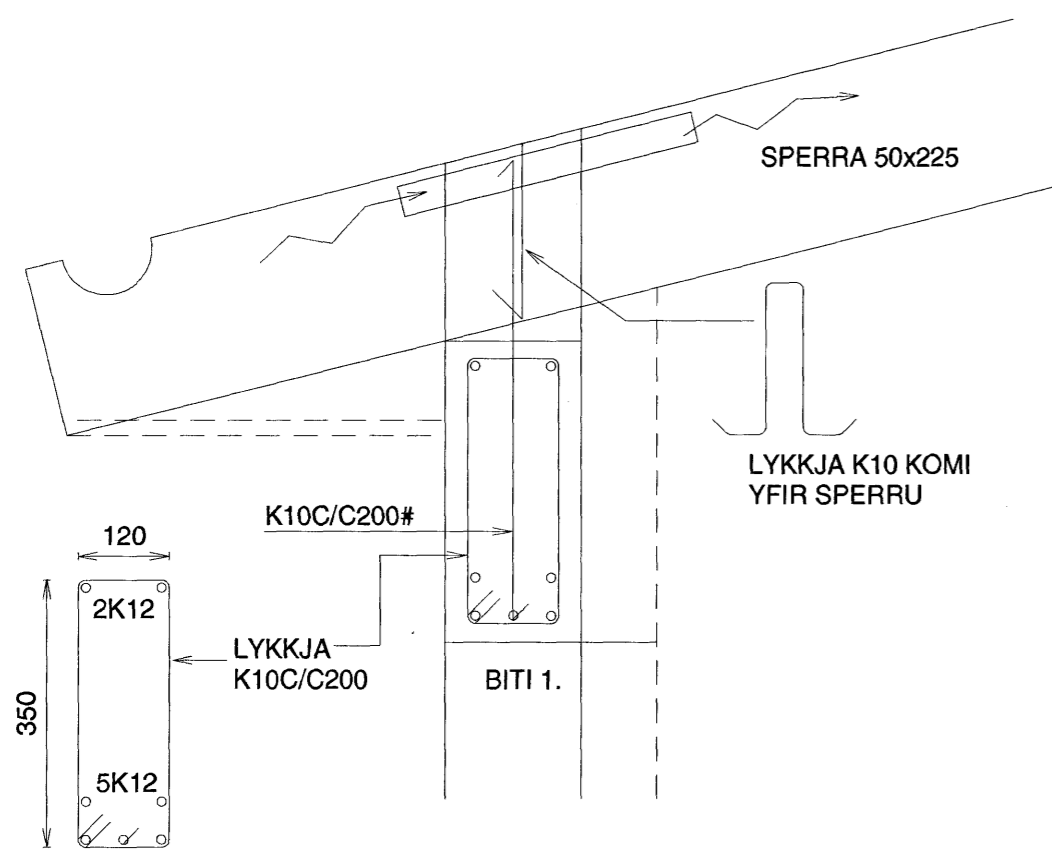 SPERRA 50x225
LYKKJA K10 KOMI
YFIR SPERRU
K10C/C200#
120
2K12
LYKKJA
K10C/C200
BITI 1.
350
5K12